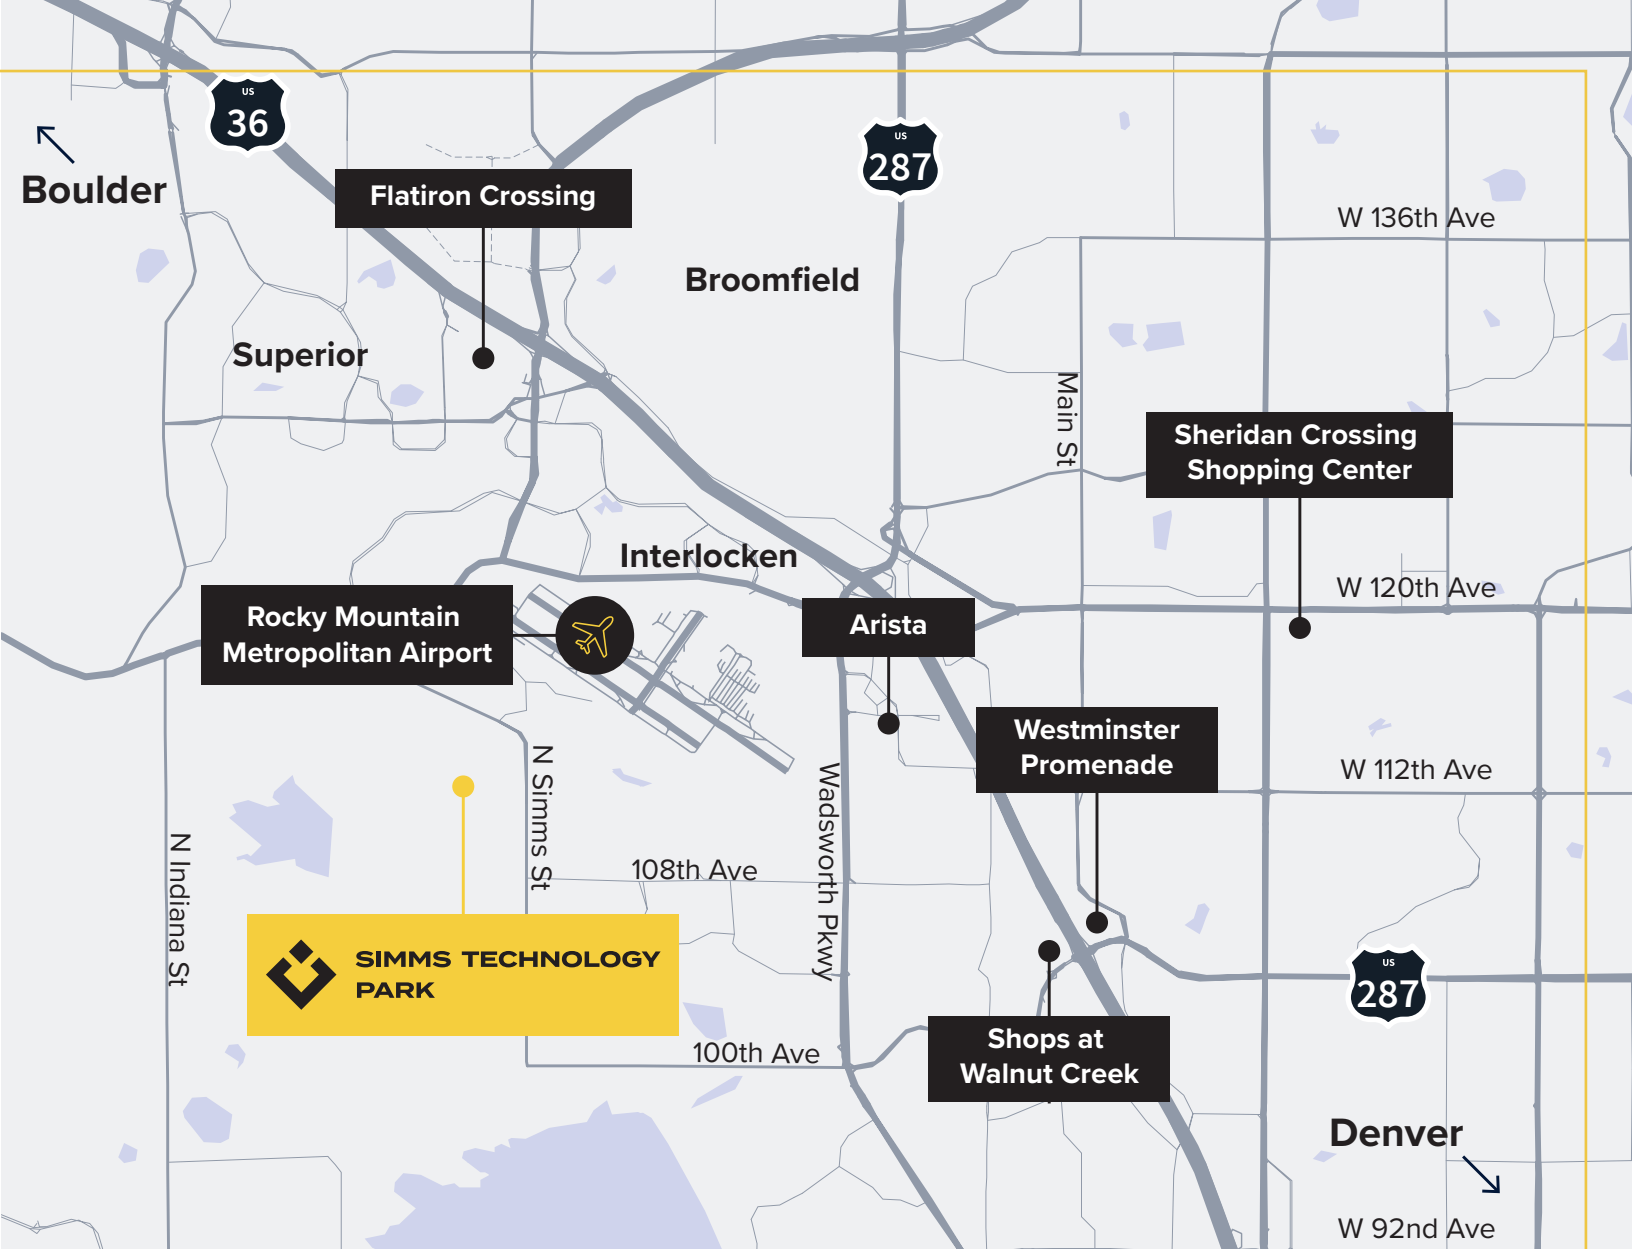 US
36
US
287
Boulder
Flatiron Crossing
W 136th Ave
Broomfield
Superior
Main St
Sheridan Crossing
Shopping Center
Interlocken
W 120th Ave
Rocky Mountain
Metropolitan Airport
Arista
Westminster
Promenade
N Simms St
Wadsworth Pkwy
W 112th Ave
N Indiana St
108th Ave
SIMMS TECHNOLOGY
PARK
US
287
100th Ave
Shops at
Walnut Creek
Denver
W 92nd Ave